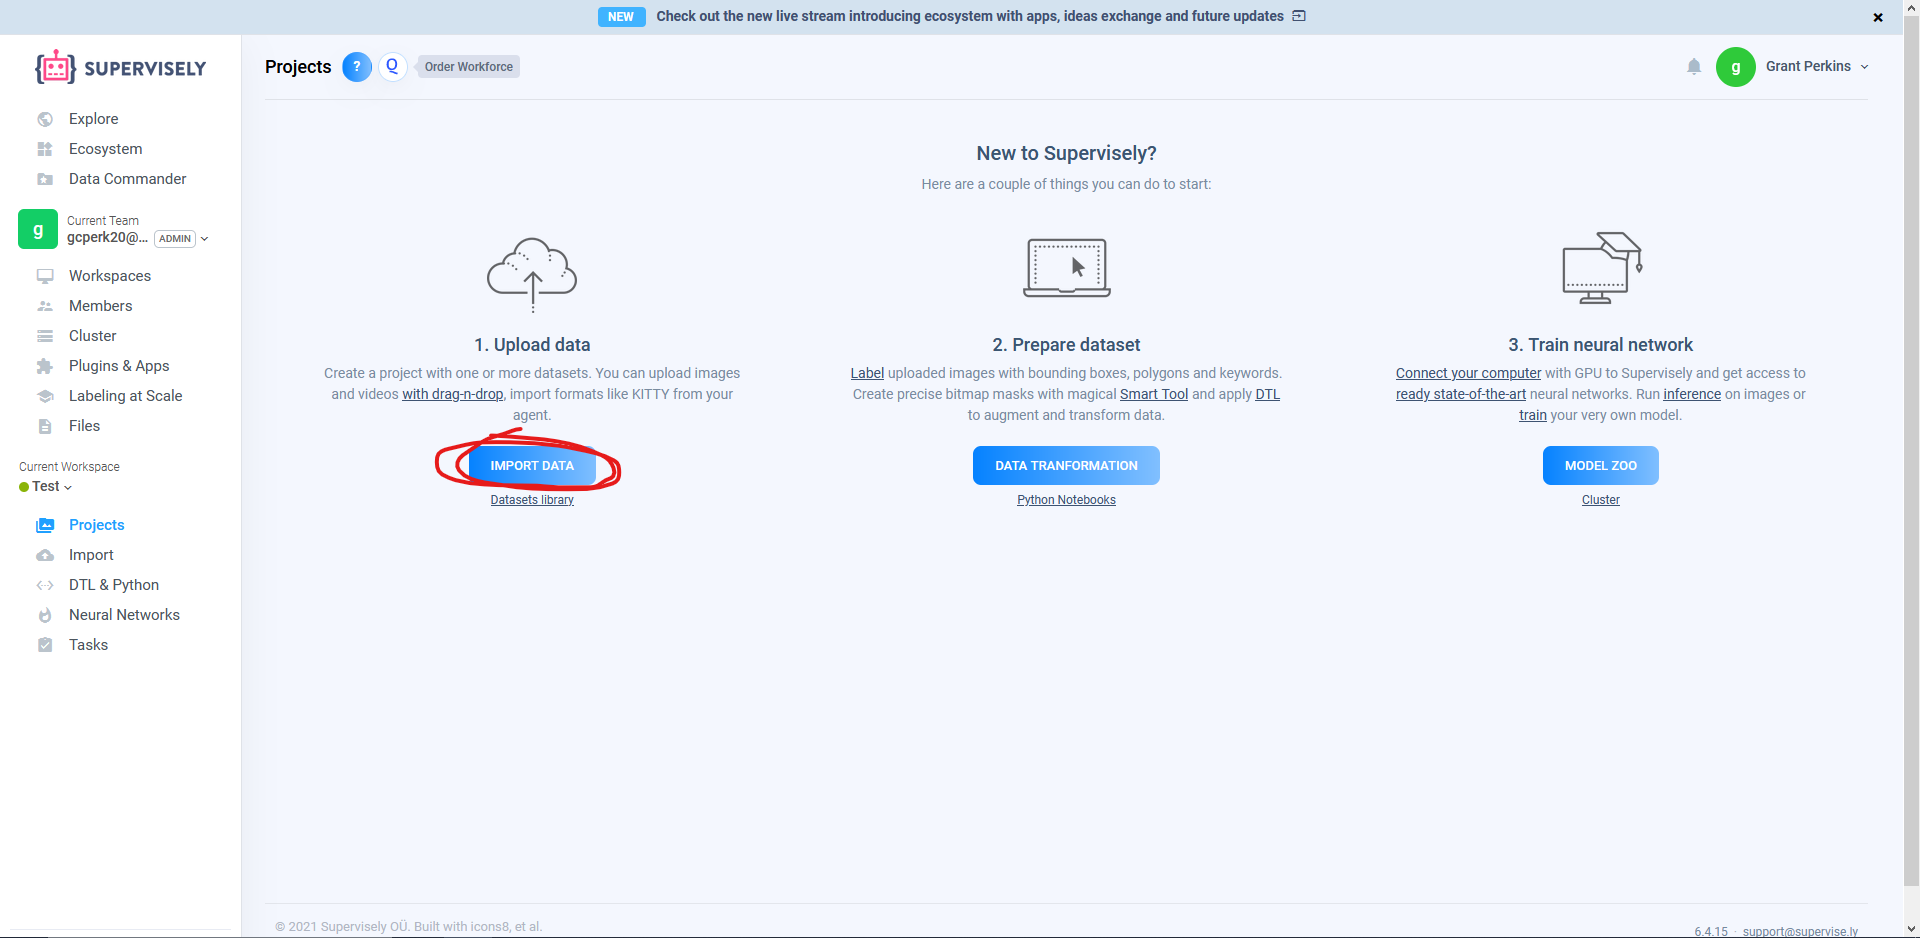 NEW Check out the new live stream introducing ecosystem with apps, ideas exchange and future updates
SUPERVISELY
Projects ? Q Order Workforce
g Grant Perkins
Explore
Ecosystem
Data Commander
g
Current Team
gcperk20@... ADMIN
Workspaces
Members
Cluster
Plugins & Apps
Labeling at Scale
Files
Current Workspace
Test
Projects
Import
DTL & Python
Neural Networks
Tasks
New to Supervisely?
Here are a couple of things you can do to start:
1. Upload data
Create a project with one or more datasets. You can upload images
and videos with drag-n-drop, import formats like KITTY from your
agent.
IMPORT DATA
Datasets library
2. Prepare dataset
Label uploaded images with bounding boxes, polygons and keywords.
Create precise bitmap masks with magical Smart Tool and apply DTL
to augment and transform data.
DATA TRANFORMATION
Python Notebooks
3. Train neural network
Connect your computer with GPU to Supervisely and get access to
ready state-of-the-art neural networks. Run inference on images or
train your very own model.
MODEL ZOO
Cluster
© 2021 Supervisely OÜ. Built with icons8, et al.
6.4.15 · support@supervise.ly